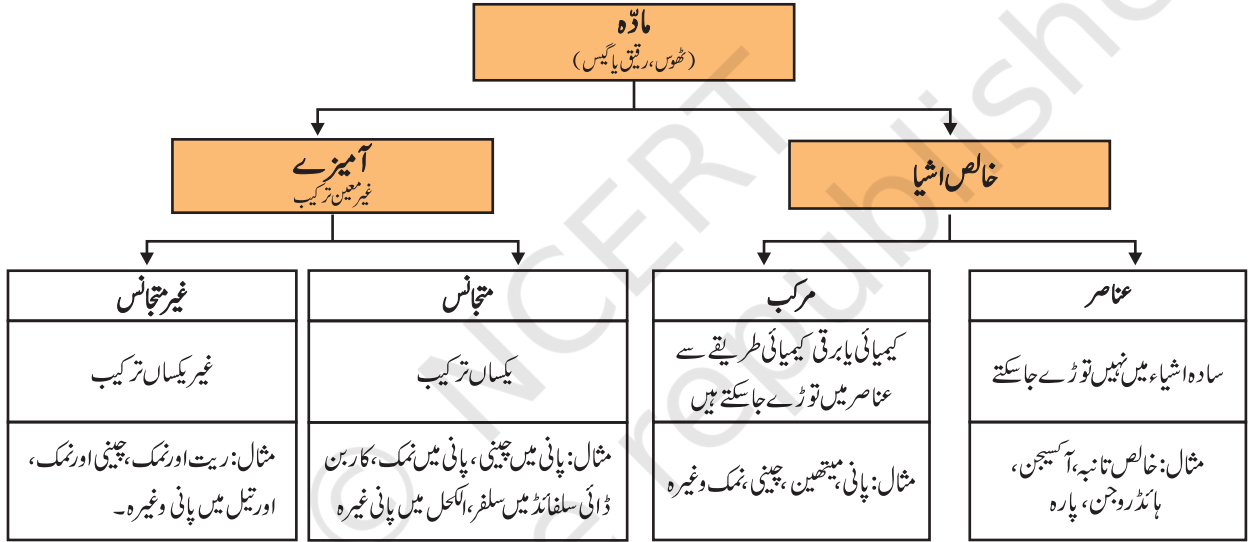 مادّہ
(ٹھوس، رقیق یا گیس)
خالص اشیا
آمیزے
غیر معین ترکیب
عناصر
سادہ اشیاء میں نہیں توڑے جاسکتے
مثال: خالص تانبہ، آکسیجن،
ہائڈروجن، پارہ
مرکب
کیمیائی یا برقی کیمیائی طریقے سے
عناصر میں توڑے جاسکتے ہیں
مثال: پانی، میتھین، چینی، نمک وغیرہ
متجانس
یکساں ترکیب
مثال: پانی میں چینی، پانی میں نمک، کاربن
ڈائی سلفائڈ میں سلفر، الکحل میں پانی غیرہ
غیر متجانس
غیر یکساں ترکیب
مثال: ریت اور نمک، چینی اور نمک،
اور تیل میں پانی وغیرہ۔
© NCERT
republishe